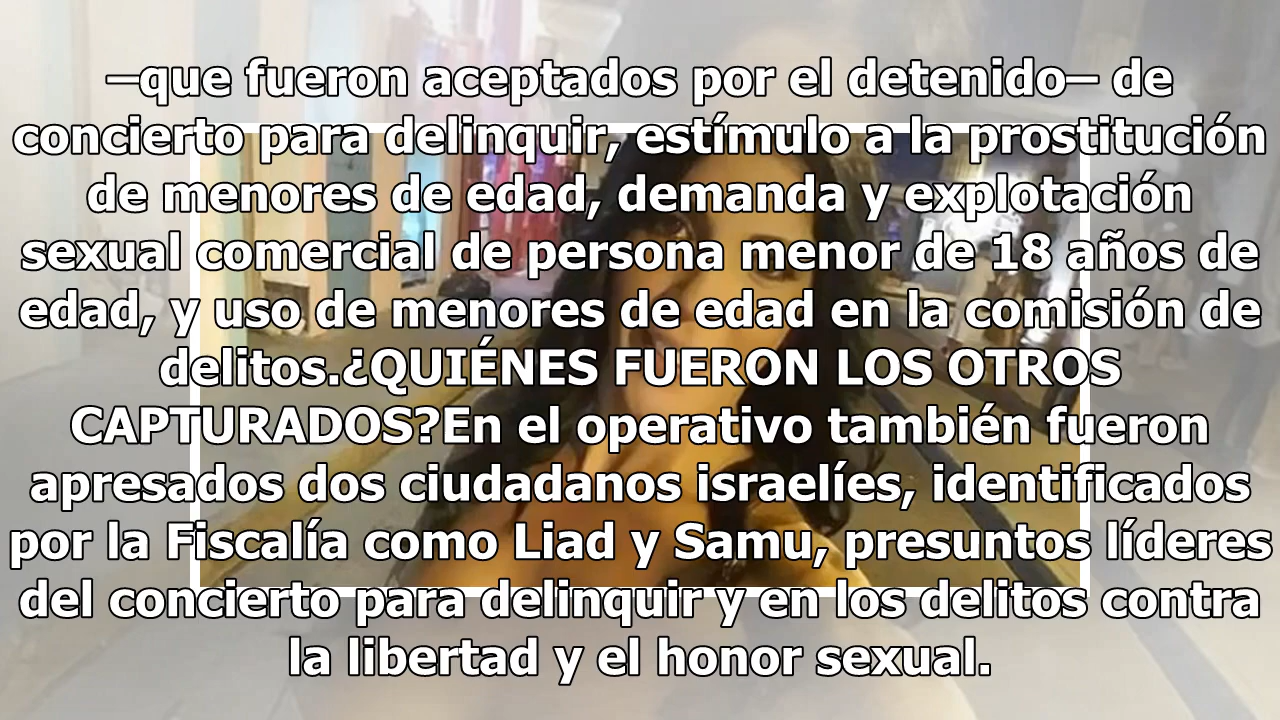 —que fueron aceptados por el detenido— de
concierto para delinquir, estímulo a la prostitución
de menores de edad, demanda y explotación
sexual comercial de persona menor de 18 años de
edad, y uso de menores de edad en la comisión de
delitos.¿QUIÉNES FUERON LOS OTROS
CAPTURADOS?En el operativo también fueron
apresados dos ciudadanos israelíes, identificados
por la Fiscalía como Liad y Samu, presuntos líderes
del concierto para delinquir y en los delitos contra
la libertad y el honor sexual.